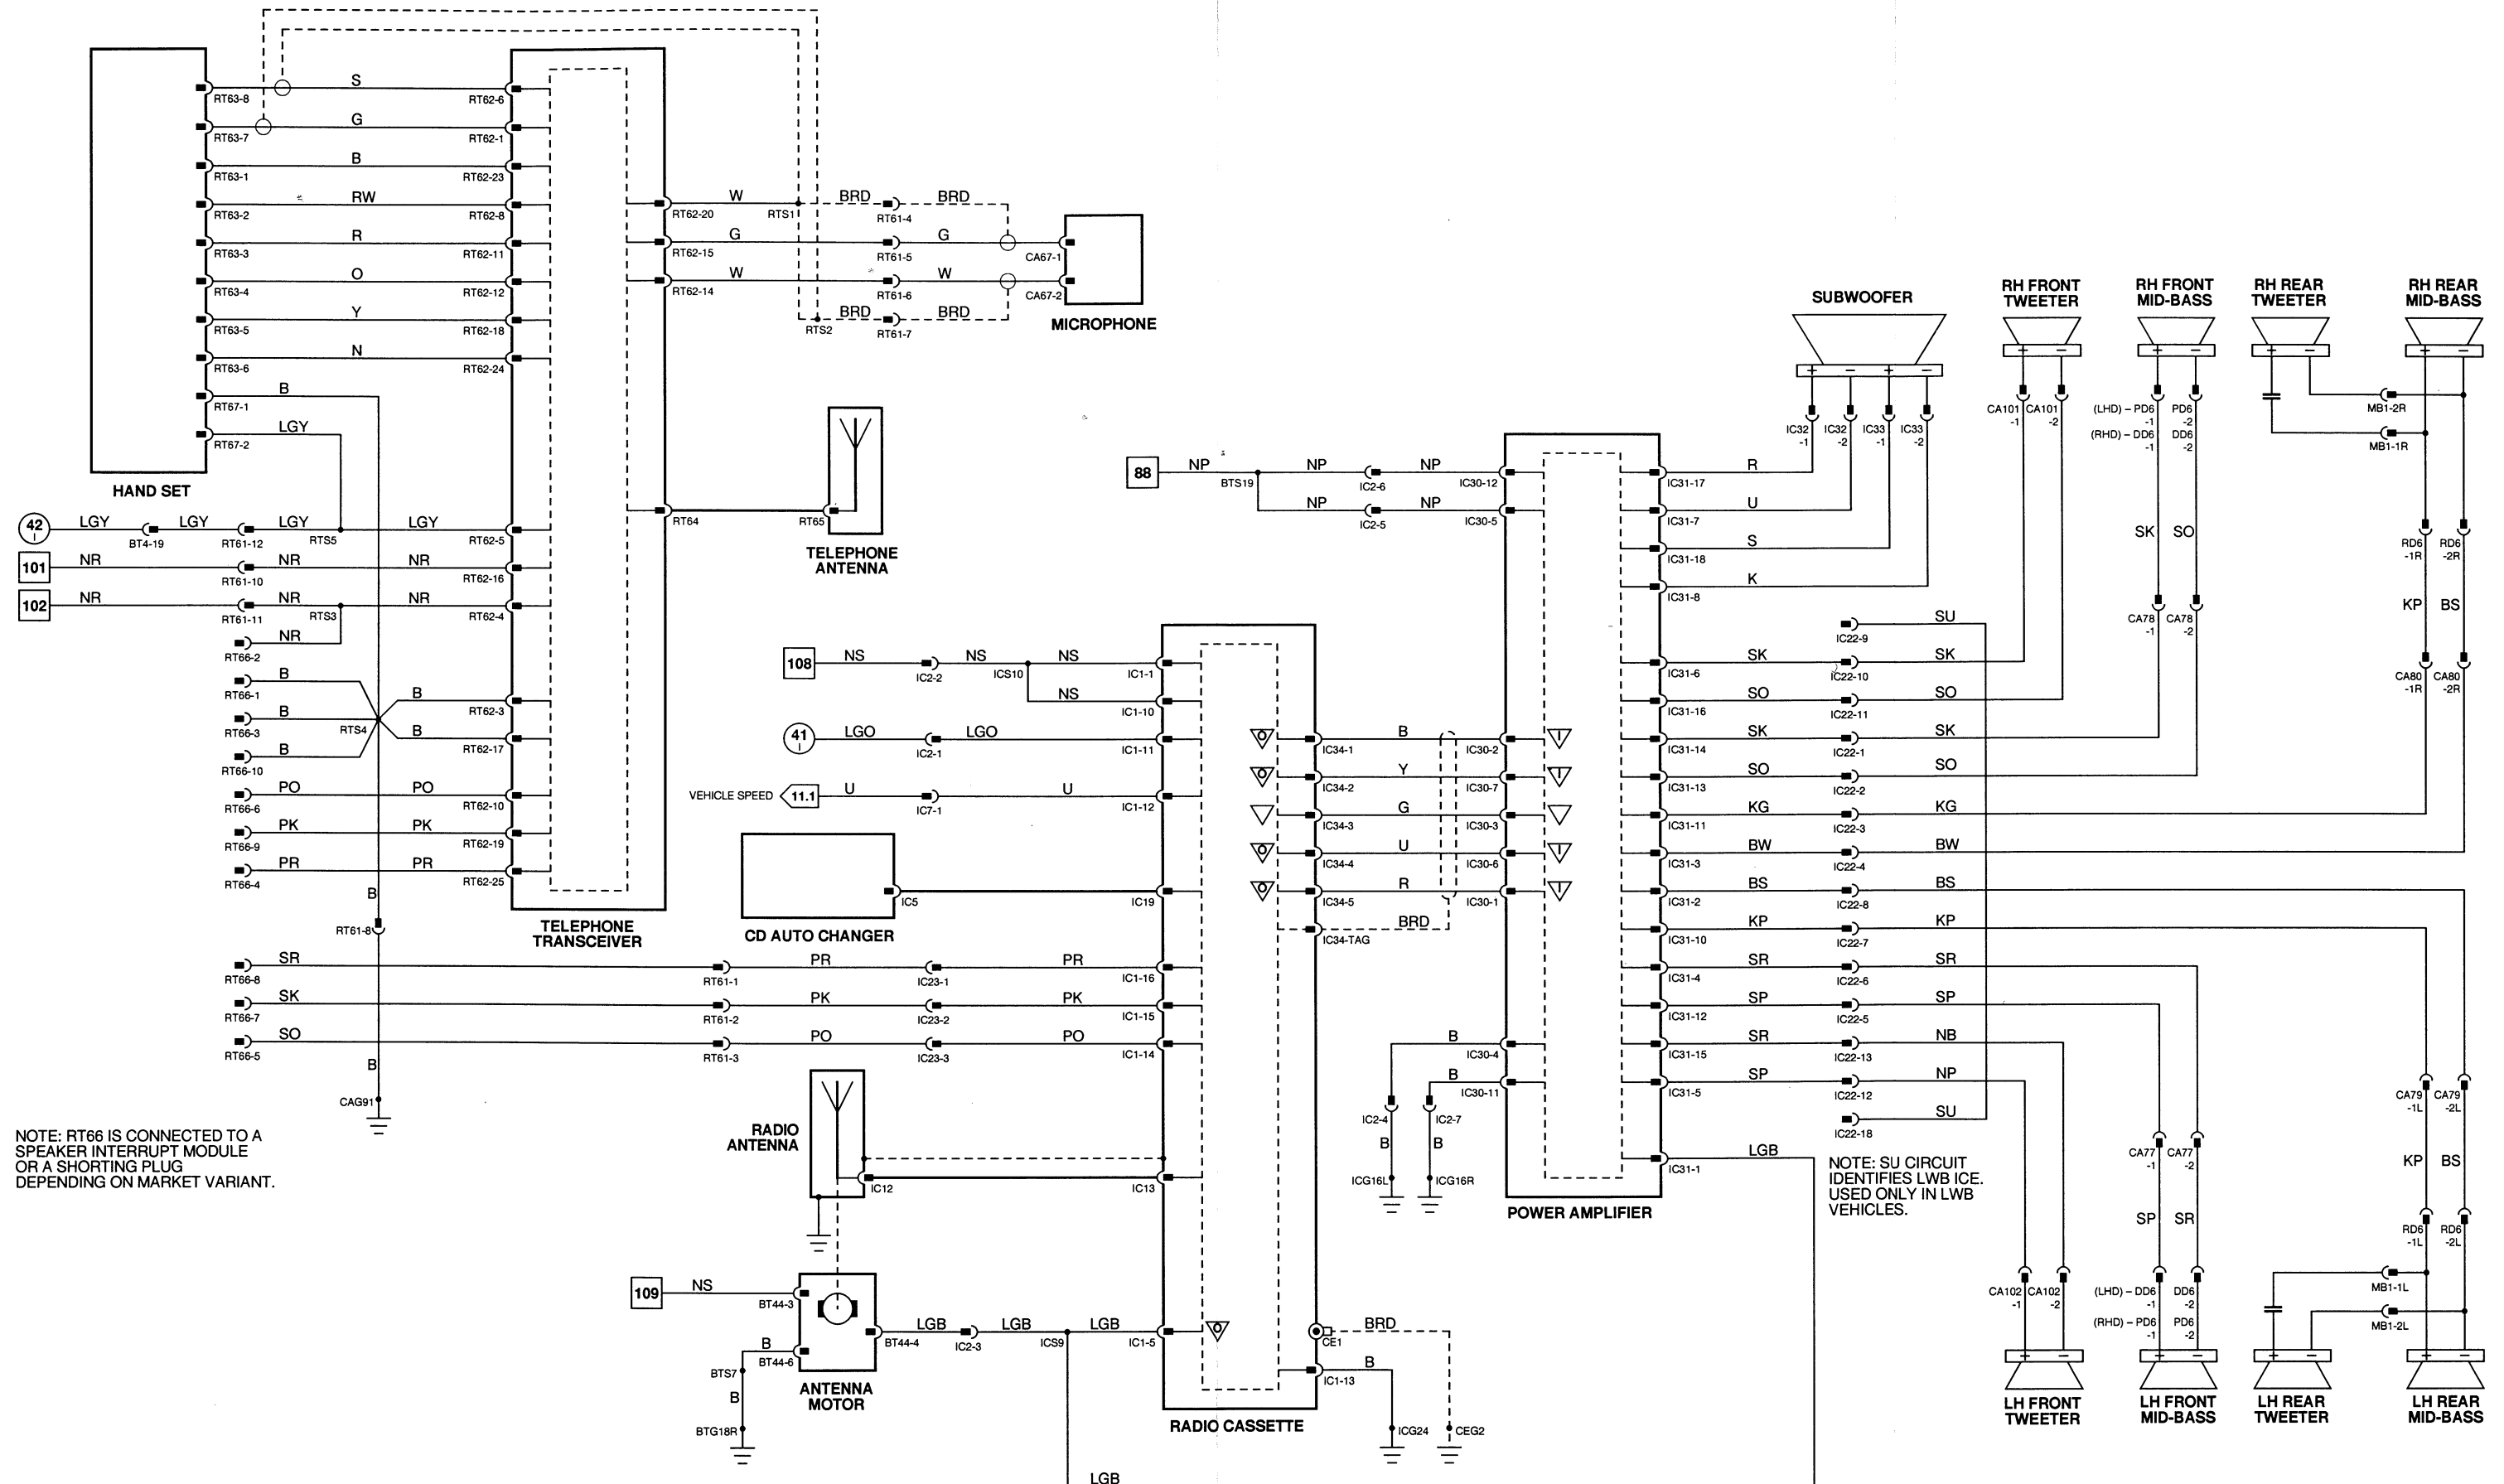 S
RT63-8
RT62-6
G
RT63-7
RT62-1
B
RT63-1
RT62-23
RW
RT63-2
RT62-8
R
RT63-3
RT62-11
O
RT63-4
RT62-12
Y
RT63-5
RT62-18
N
RT63-6
RT62-24
B
RT67-1
LGY
RT67-2
HAND SET
42
I
LGY
BT4-19
LGY
RT61-12
LGY
RTS5
LGY
RT62-5
101
NR
RT61-10
NR
NR
RT62-16
102
NR
RT61-11
NR
RTS3
NR
RT62-4
NR
RT66-2
B
RT66-1
B
RT66-3
B
RT66-10
RTS4
B
RT62-3
B
RT62-17
PO
RT66-6
PO
RT62-10
PK
RT66-9
PK
RT62-19
PR
RT66-4
PR
RT62-25
B
RT61-8
TELEPHONE
TRANSCEIVER
W
RT62-20
RTS1
BRD
RT61-4
BRD
G
RT62-15
RT61-5
G
CA67-1
W
RT62-14
RT61-6
W
CA67-2
RTS2
BRD
RT61-7
BRD
MICROPHONE
RT64
RT65
TELEPHONE
ANTENNA
SR
RT66-8
RT61-1
PR
IC23-1
PR
IC1-16
SK
RT66-7
RT61-2
PK
IC23-2
PK
IC1-15
SO
RT66-5
RT61-3
PO
IC23-3
PO
IC1-14
B
CAG91
NOTE: RT66 IS CONNECTED TO A
SPEAKER INTERRUPT MODULE
OR A SHORTING PLUG
DEPENDING ON MARKET VARIANT.
108
NS
IC2-2
NS
ICS10
NS
IC1-1
NS
IC1-10
41
I
LGO
IC2-1
LGO
IC1-11
VEHICLE SPEED
11.1
U
IC7-1
U
IC1-12
IC5
IC19
CD AUTO CHANGER
RADIO
ANTENNA
IC12
IC13
109
NS
BT44-3
B
BT44-6
BTS7
B
BTG18R
ANTENNA
MOTOR
BT44-4
LGB
IC2-3
LGB
ICS9
LGB
IC1-5
O
LGB
O
IC34-1
B
IC30-2
I
O
IC34-2
Y
IC30-7
I
IC34-3
G
IC30-3
O
IC34-4
U
IC30-6
I
O
IC34-5
R
IC30-1
I
IC34-TAG
BRD
CE1
BRD
B
IC1-13
ICG24
CEG2
RADIO CASSETTE
88
NP
BTS19
NP
IC2-6
NP
IC30-12
NP
IC2-5
NP
IC30-5
B
IC30-4
B
IC30-11
IC2-4
IC2-7
B
B
ICG16L
ICG16R
POWER AMPLIFIER
SUBWOOFER
+ − + −
IC32
-1
IC32
-2
IC33
-1
IC33
-2
R
IC31-17
U
IC31-7
S
IC31-18
K
IC31-8
IC22-9
SU
SK
IC31-6
IC22-10
SK
SO
IC31-16
IC22-11
SO
SK
IC31-14
IC22-1
SK
SO
IC31-13
IC22-2
SO
KG
IC31-11
IC22-3
KG
BW
IC31-3
IC22-4
BW
BS
IC31-2
IC22-8
BS
KP
IC31-10
IC22-7
KP
SR
IC31-4
IC22-6
SR
SP
IC31-12
IC22-5
SP
SR
IC31-15
IC22-13
NB
SP
IC31-5
IC22-12
NP
IC22-18
SU
LGB
IC31-1
NOTE: SU CIRCUIT
IDENTIFIES LWB ICE.
USED ONLY IN LWB
VEHICLES.
RH FRONT
TWEETER
+ −
CA101
-1
CA101
-2
RH FRONT
MID-BASS
+ −
(LHD) – PD6
-1
PD6
-2
(RHD) – DD6
-1
DD6
-2
SK
SO
CA78
-1
CA78
-2
RH REAR
TWEETER
+ −
MB1-2R
MB1-1R
RH REAR
MID-BASS
+ −
RD6
-1R
RD6
-2R
KP
BS
CA80
-1R
CA80
-2R
CA79
-1L
CA79
-2L
KP
BS
RD6
-1L
RD6
-2L
MB1-1L
MB1-2L
CA77
-1
CA77
-2
SP
SR
CA102
-1
CA102
-2
(LHD) – DD6
-1
DD6
-2
(RHD) – PD6
-1
PD6
-2
+ −
+ −
+ −
+ −
LH FRONT
TWEETER
LH FRONT
MID-BASS
LH REAR
TWEETER
LH REAR
MID-BASS